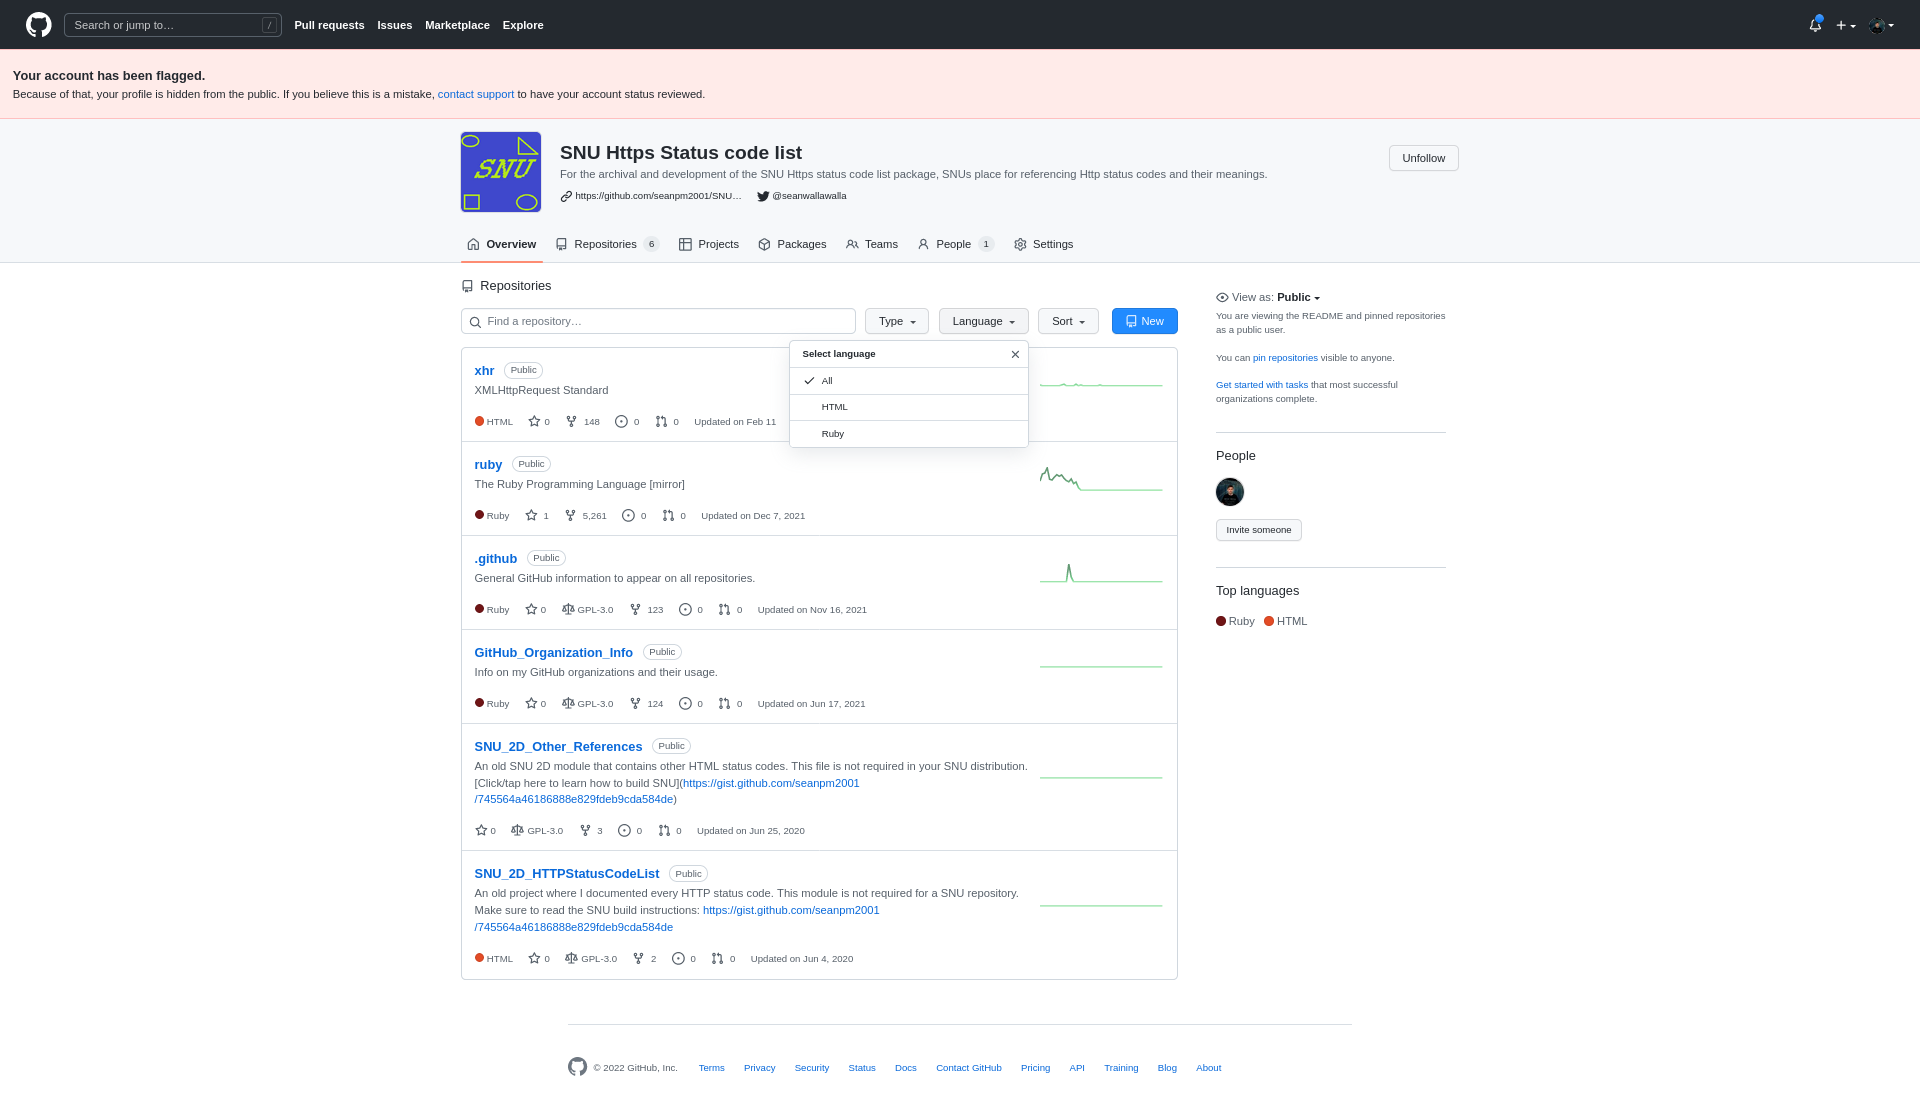 Search or jump to…
/
Pull requests Issues Marketplace Explore
Your account has been flagged.
Because of that, your profile is hidden from the public. If you believe this is a mistake, contact support to have your account status reviewed.
SNU
SNU Https Status code list
For the archival and development of the SNU Https status code list package, SNUs place for referencing Http status codes and their meanings.
https://github.com/seanpm2001/SNU… @seanwallawalla
Unfollow
Overview Repositories 6 Projects Packages Teams People 1 Settings
Repositories
Find a repository…
Type Language Sort New
Select language
All
HTML
Ruby
xhr Public
XMLHttpRequest Standard
HTML 0 148 0 0 Updated on Feb 11
ruby Public
The Ruby Programming Language [mirror]
Ruby 1 5,261 0 0 Updated on Dec 7, 2021
.github Public
General GitHub information to appear on all repositories.
Ruby 0 GPL-3.0 123 0 0 Updated on Nov 16, 2021
GitHub_Organization_Info Public
Info on my GitHub organizations and their usage.
Ruby 0 GPL-3.0 124 0 0 Updated on Jun 17, 2021
SNU_2D_Other_References Public
An old SNU 2D module that contains other HTML status codes. This file is not required in your SNU distribution.
[Click/tap here to learn how to build SNU](https://gist.github.com/seanpm2001
/745564a46186888e829fdeb9cda584de)
0 GPL-3.0 3 0 0 Updated on Jun 25, 2020
SNU_2D_HTTPStatusCodeList Public
An old project where I documented every HTTP status code. This module is not required for a SNU repository.
Make sure to read the SNU build instructions: https://gist.github.com/seanpm2001
/745564a46186888e829fdeb9cda584de
HTML 0 GPL-3.0 2 0 0 Updated on Jun 4, 2020
View as: Public
You are viewing the README and pinned repositories
as a public user.
You can pin repositories visible to anyone.
Get started with tasks that most successful
organizations complete.
People
Invite someone
Top languages
Ruby HTML
© 2022 GitHub, Inc. Terms Privacy Security Status Docs Contact GitHub Pricing API Training Blog About